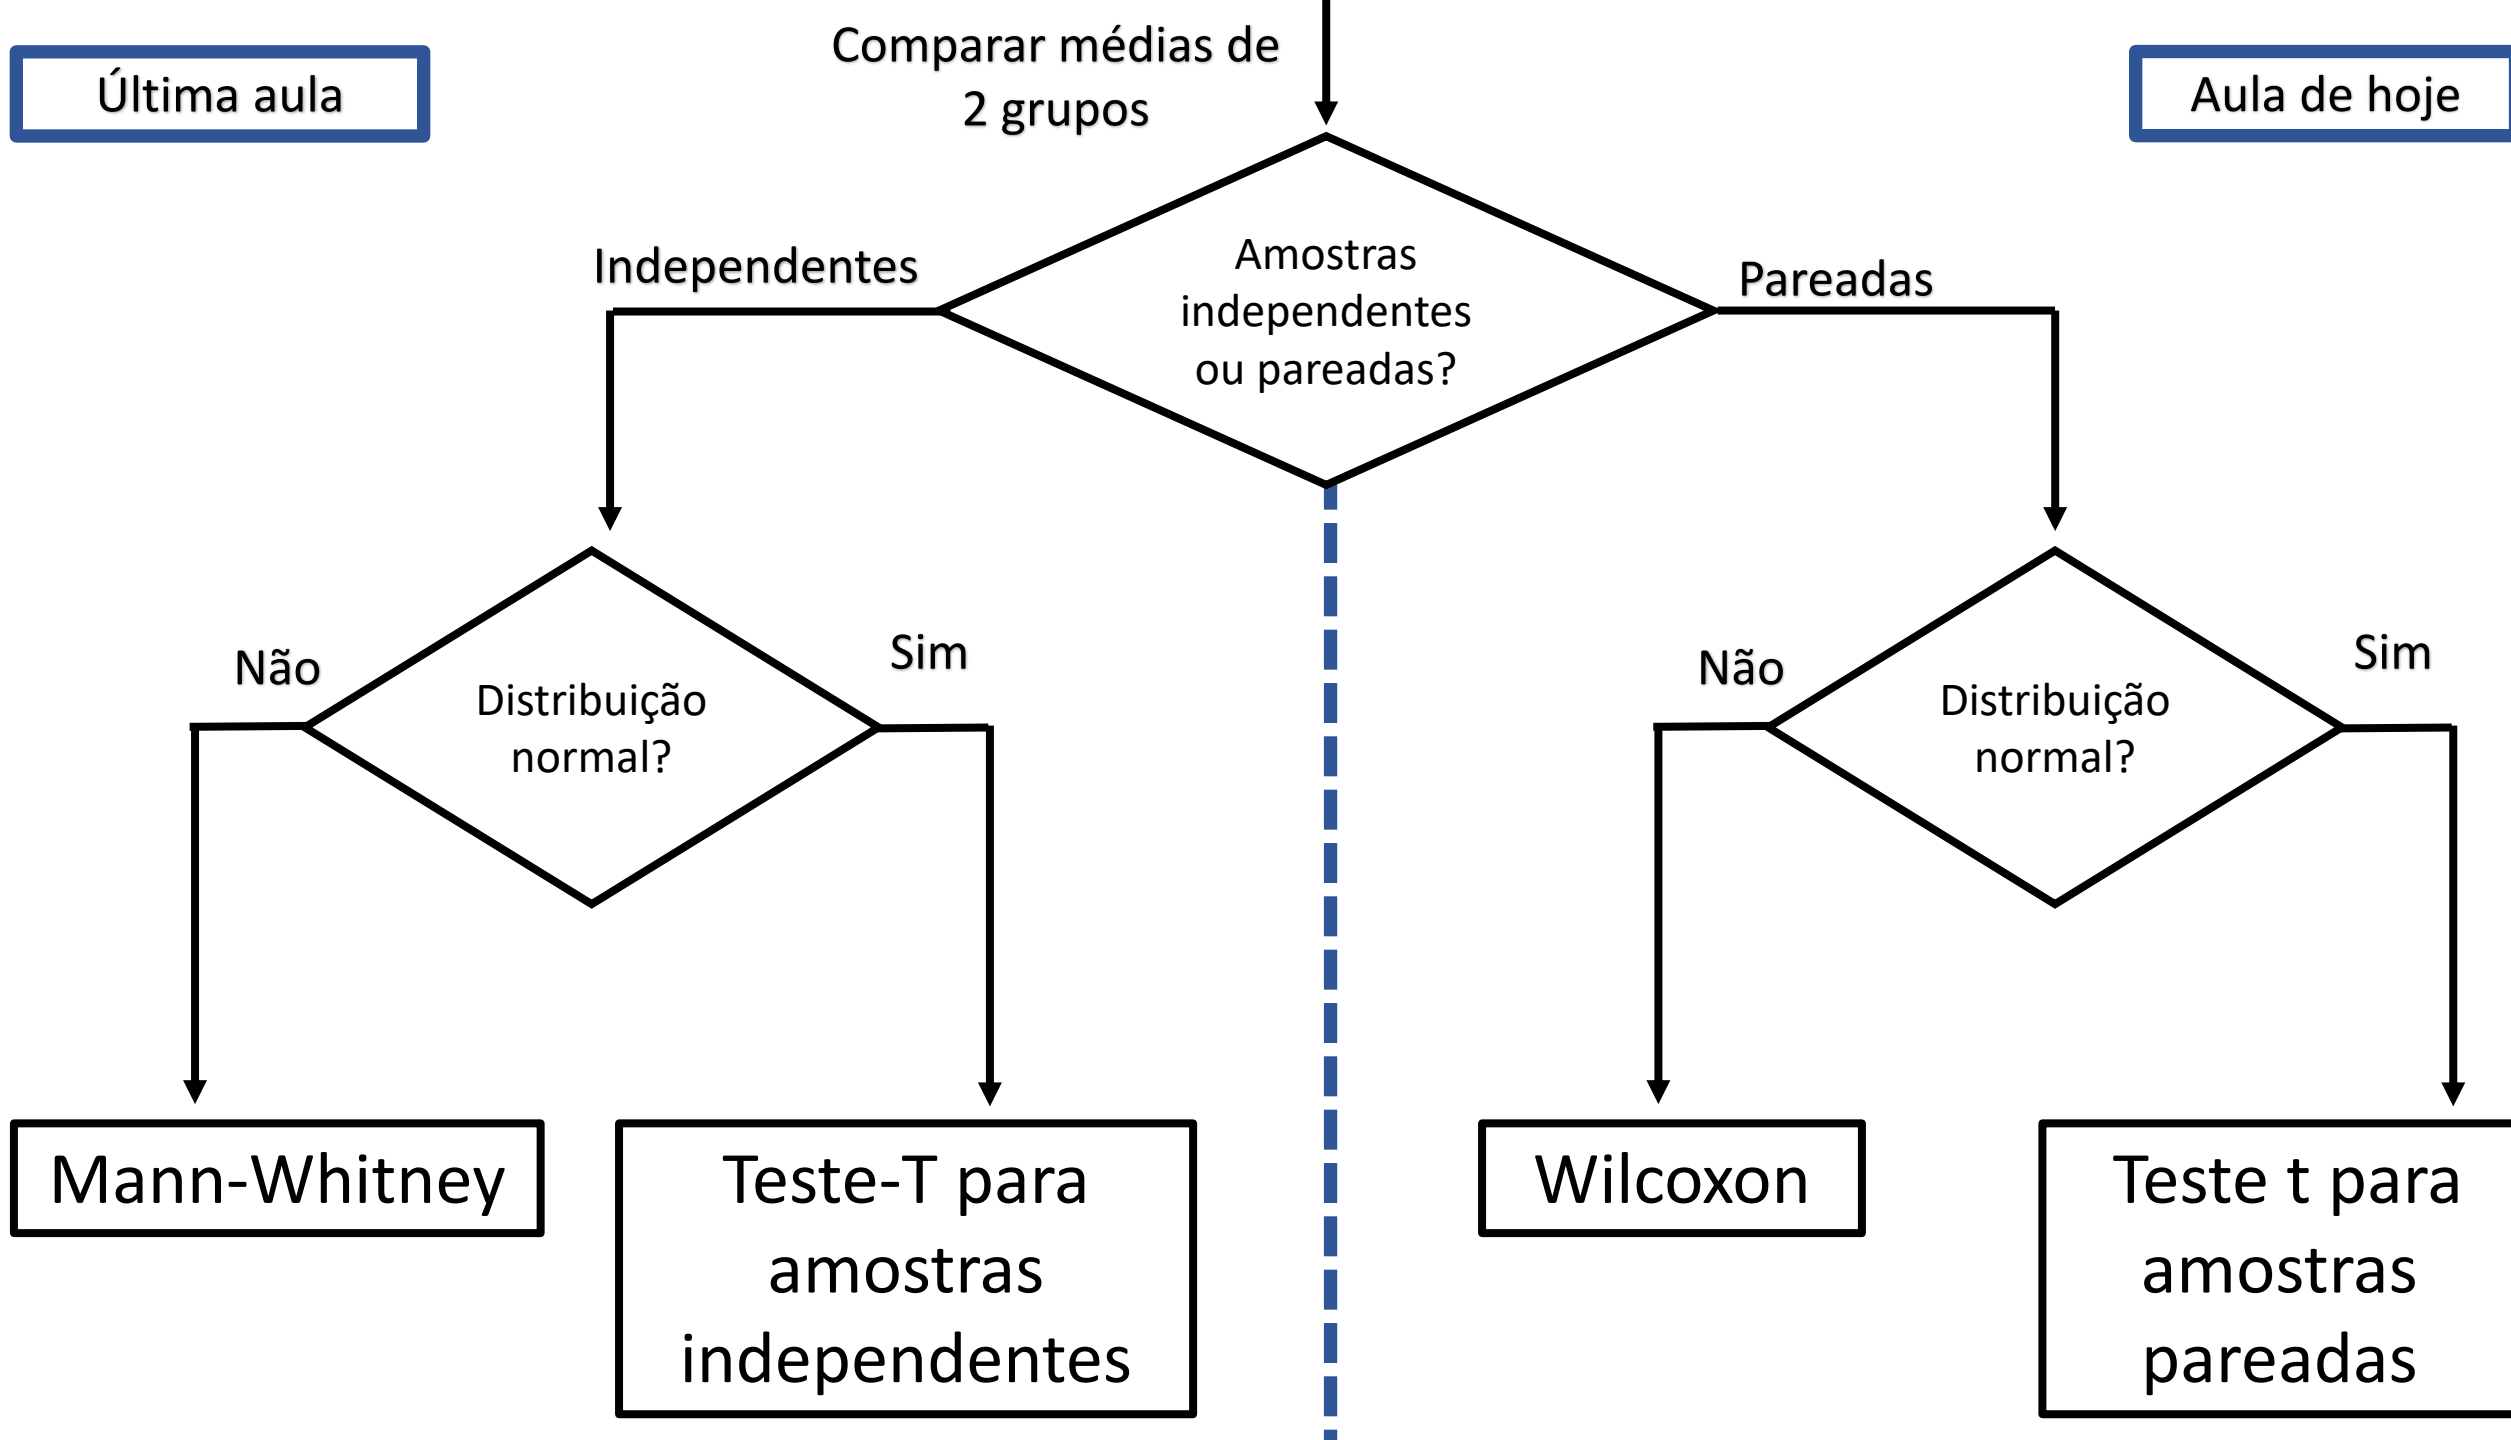 Última aula
Comparar médias de
2 grupos
Aula de hoje
Amostras
independentes
ou pareadas?
Independentes
Pareadas
Não
Distribuição
normal?
Sim
Não
Distribuição
normal?
Sim
Mann-Whitney
Teste-T para
amostras
independentes
Wilcoxon
Teste t para
amostras
pareadas